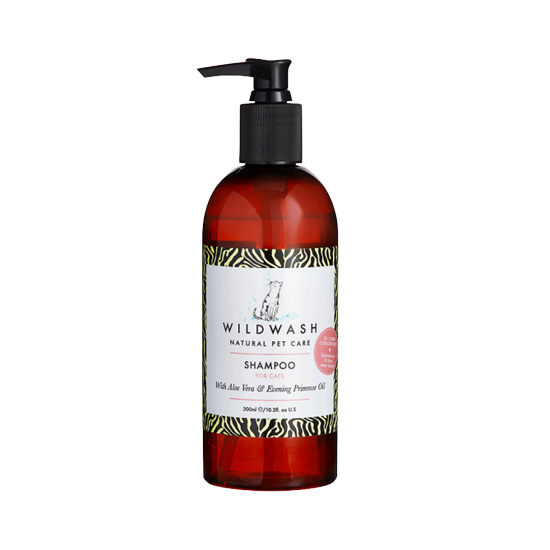 WILDWASH
NATURAL PET CARE
SHAMPOO
FOR CATS
With Aloe Vera & Evening Primrose Oil
300ml ℮/10.2fl. oz U.S